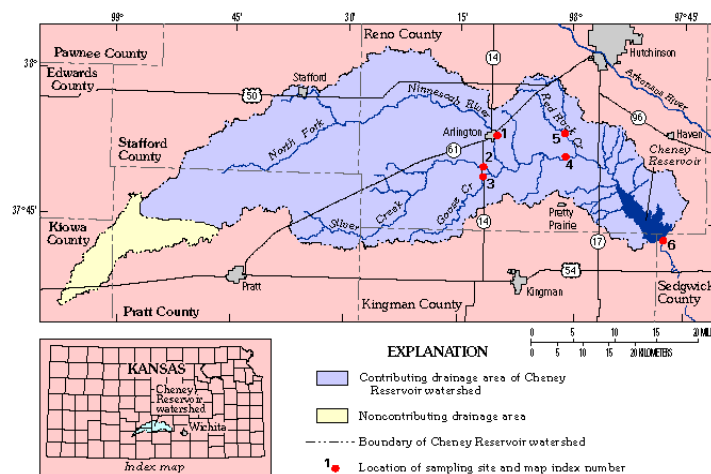 99° 45' 30' 15' 98° 97°45'
Reno County
Pawnee County
Hutchinson
38°
Edwards County
14
50
Stafford
Ninnescah River
Arkansas River
Red Rock Cr
North Fork
96
Arlington
1
5
Haven
Stafford County
61
Cheney Reservoir
2
4
3
37°45'
Kiowa County
Silver Creek
Goose Cr
Pretty Prairie
14
17
6
54
Pratt
Kingman
Sedgwick County
Pratt County
Kingman County
0 5 10 15 20 MILES
0 5 10 15 20 KILOMETERS
KANSAS
Cheney Reservoir watershed
Wichita
Index map
EXPLANATION
Contributing drainage area of Cheney
Reservoir watershed
Noncontributing drainage area
Boundary of Cheney Reservoir watershed
1 Location of sampling site and map index number